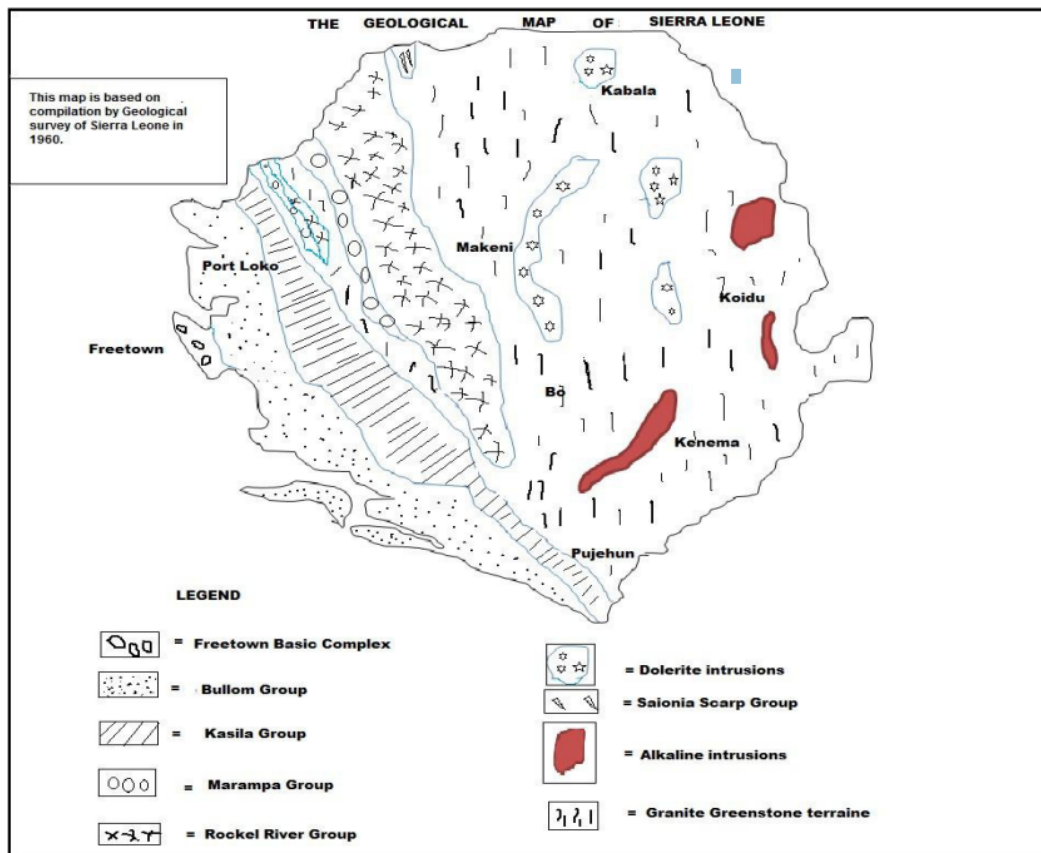 THE GEOLOGICAL MAP OF SIERRA LEONE
This map is based on
compilation by Geological
survey of Sierra Leone in
1960.
Kabala
Makeni
Port Loko
Koidu
Freetown
Bo
Kenema
Pujehun
LEGEND
= Freetown Basic Complex
= Bullom Group
= Kasila Group
= Marampa Group
= Rockel River Group
= Dolerite intrusions
= Saionia Scarp Group
= Alkaline intrusions
= Granite Greenstone terraine